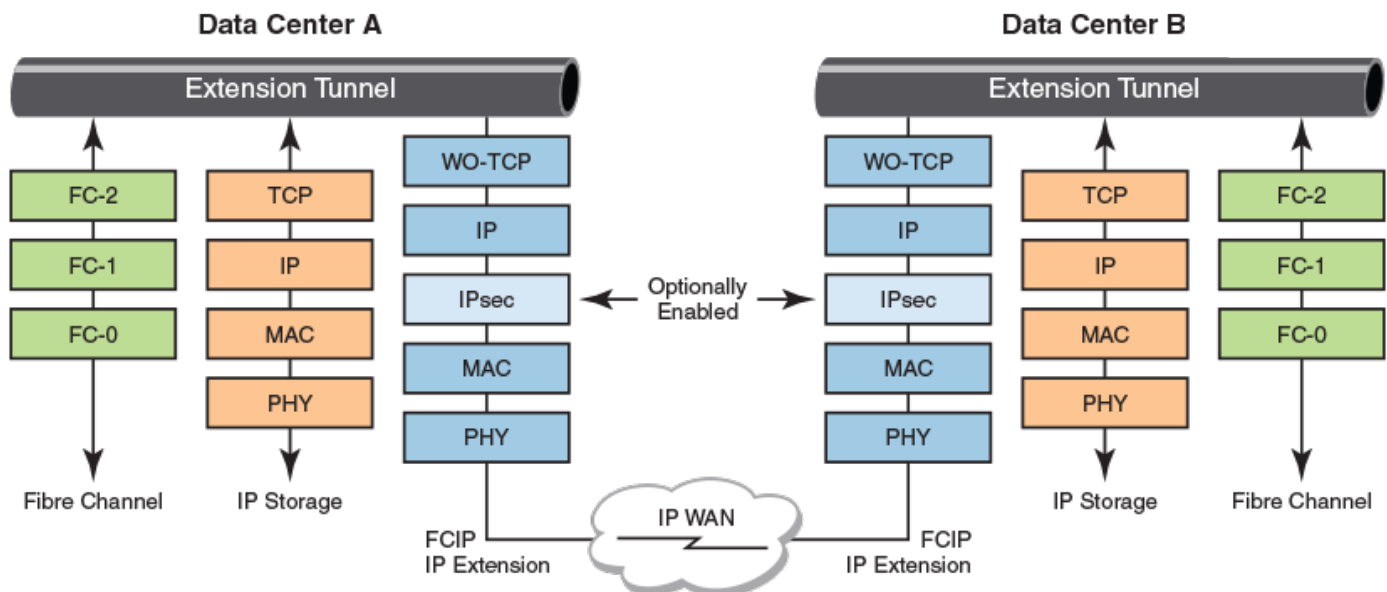 Data Center A
Data Center B
Extension Tunnel
Extension Tunnel
WO-TCP
WO-TCP
FC-2
TCP
TCP
FC-2
IP
IP
FC-1
IP
IP
FC-1
IPsec
Optionally
Enabled
IPsec
FC-0
MAC
MAC
FC-0
MAC
MAC
PHY
PHY
PHY
PHY
Fibre Channel
IP Storage
IP Storage
Fibre Channel
IP WAN
FCIP
IP Extension
FCIP
IP Extension